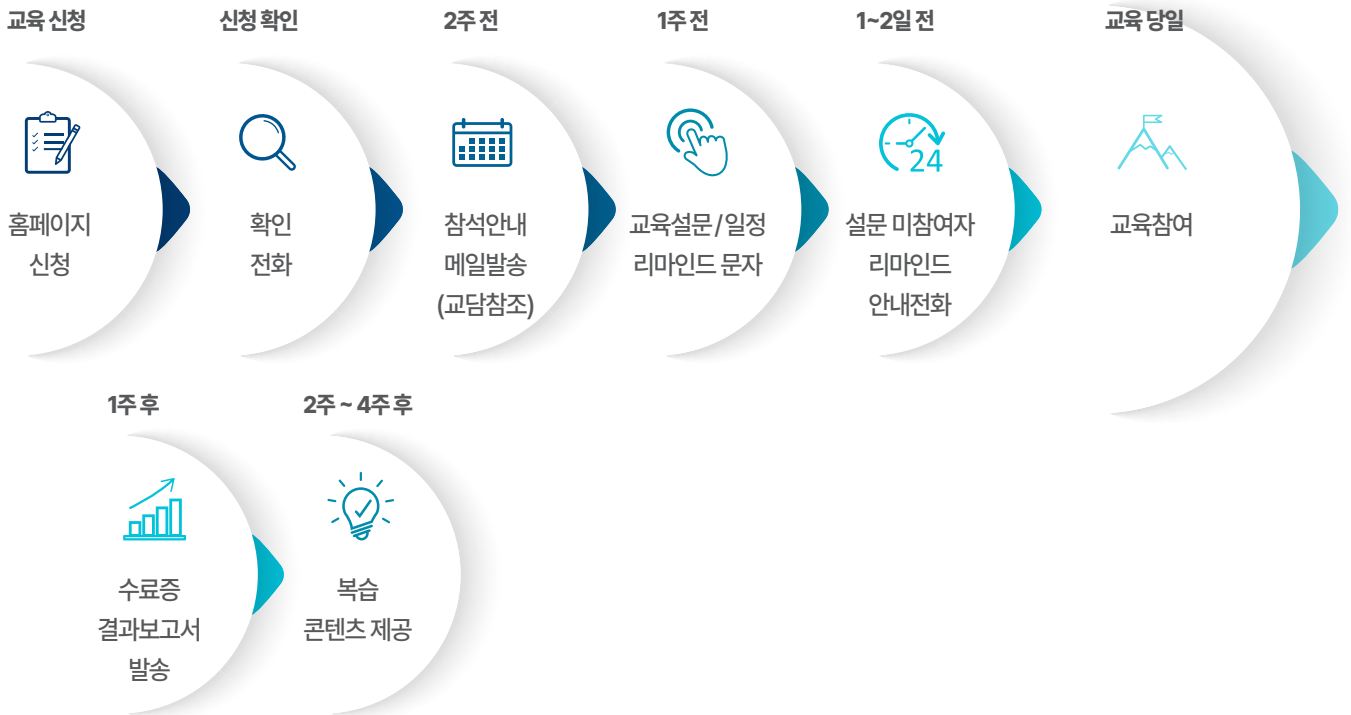 교육 신청
홈페이지
신청
신청 확인
확인
전화
2주 전
참석안내
메일발송
(교담참조)
1주 전
교육설문 / 일정
리마인드 문자
1~2일 전
24
설문 미참여자
리마인드
안내전화
교육 당일
교육참여
1주 후
수료증
결과보고서
발송
2주 ~ 4주 후
복습
콘텐츠 제공